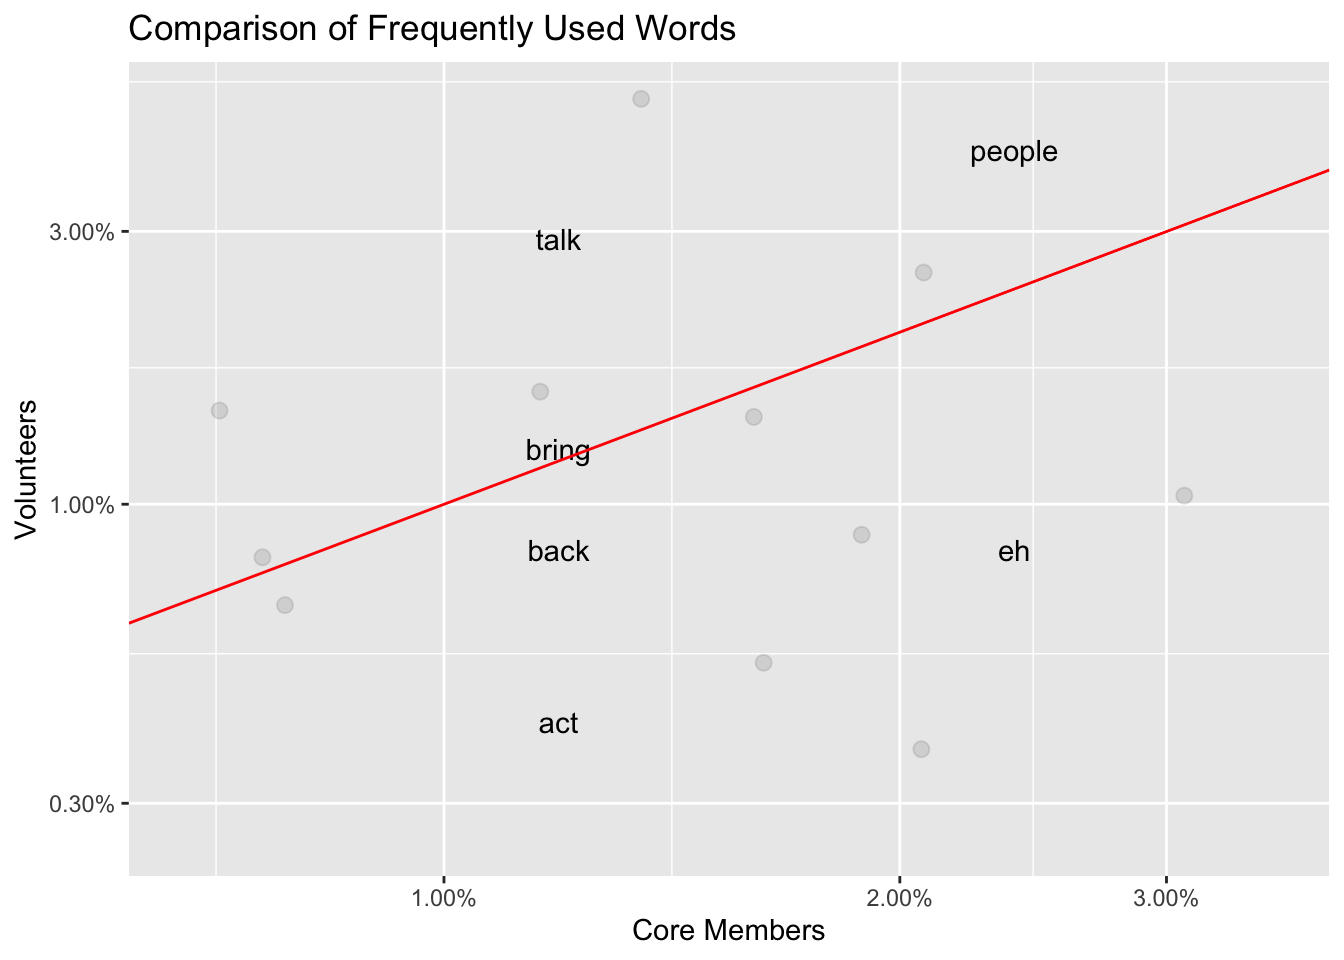 Comparison of Frequently Used Words
people
3.00%
talk
bring
Volunteers
1.00%
back
eh
act
0.30%
1.00%
2.00%
3.00%
Core Members